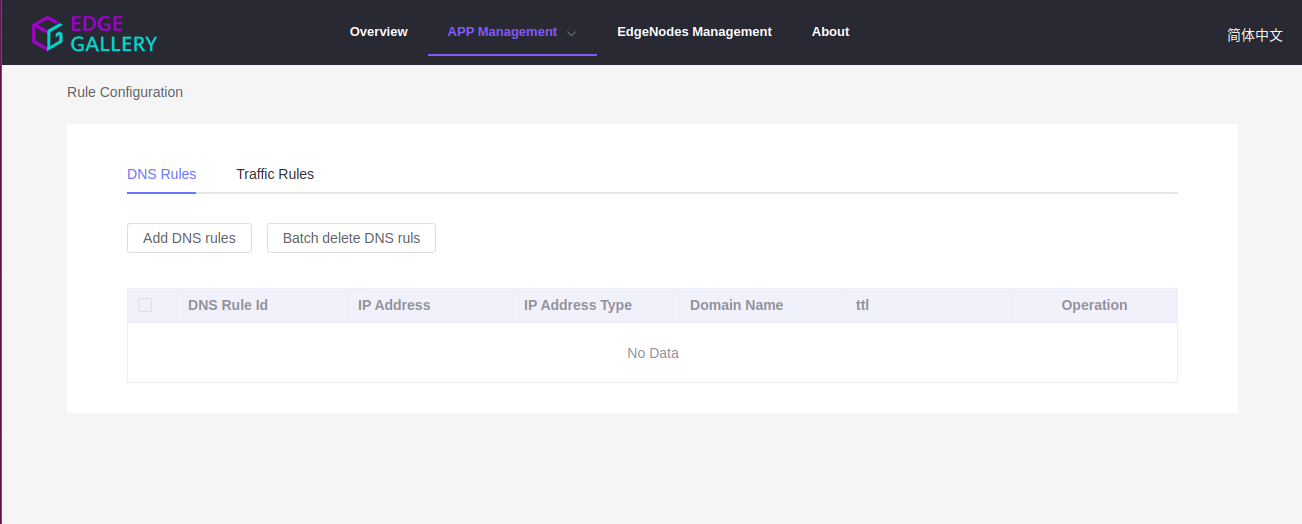 EDGE
GALLERY
Overview
APP Management
EdgeNodes Management
About
简体中文
Rule Configuration
DNS Rules
Traffic Rules
Add DNS rules
Batch delete DNS ruls
DNS Rule Id
IP Address
IP Address Type
Domain Name
ttl
Operation
No Data